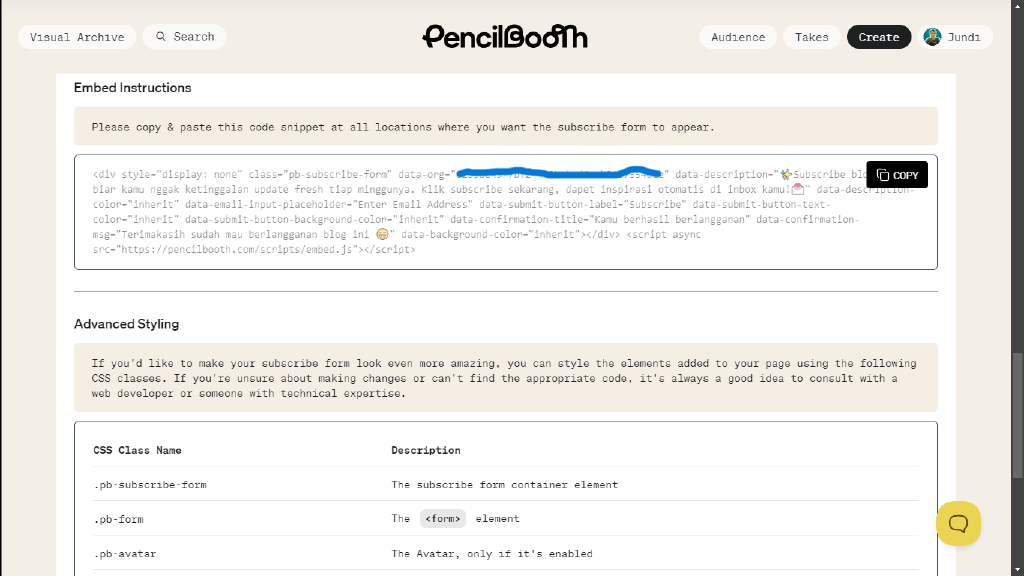 Visual Archive
Search
PencilBooth
Audience
Takes
Create
Jundi
Embed Instructions
Please copy & paste this code snippet at all locations where you want the subscribe form to appear.
COPY
<div style="display: none" class="pb-subscribe-form" data-org=" " data-description="✨Subscribe
biar kamu nggak ketinggalan update fresh tiap minggunya. Klik subscribe sekarang, dapet inspirasi otomatis di inbox kamu!📩" data-description-
color="inherit" data-email-input-placeholder="Enter Email Address" data-submit-button-label="Subscribe" data-submit-button-text-
color="inherit" data-submit-button-background-color="inherit" data-confirmation-title="Kamu berhasil berlangganan" data-confirmation-
msg="Terimakasih sudah mau berlangganan blog ini 😁" data-background-color="inherit"></div> <script async
src="https://pencilbooth.com/scripts/embed.js"></script>
Advanced Styling
If you'd like to make your subscribe form look even more amazing, you can style the elements added to your page using the following
CSS classes. If you're unsure about making changes or can't find the appropriate code, it's always a good idea to consult with a
web developer or someone with technical expertise.
CSS Class Name Description
.pb-subscribe-form The subscribe form container element
.pb-form The <form> element
.pb-avatar The Avatar, only if it's enabled